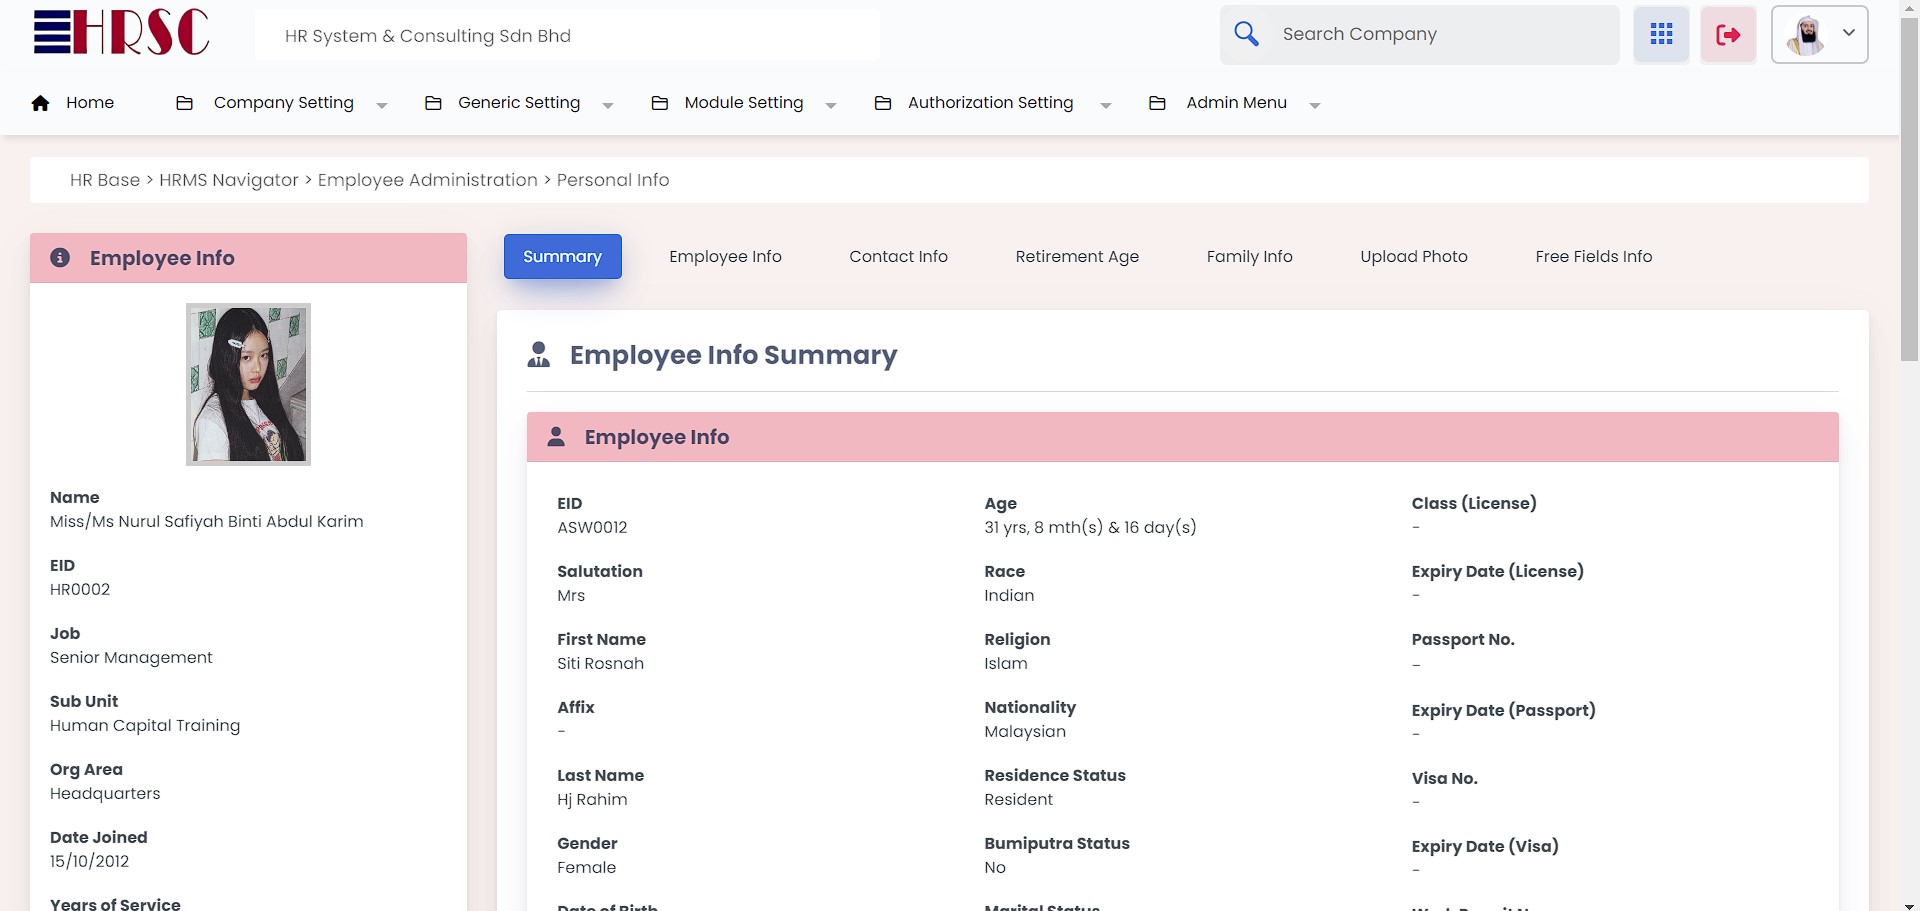 HRSC
HR System & Consulting Sdn Bhd
Search Company
Home
Company Setting
Generic Setting
Module Setting
Authorization Setting
Admin Menu
HR Base > HRMS Navigator > Employee Administration > Personal Info
Employee Info
Name
Miss/Ms Nurul Safiyah Binti Abdul Karim
EID
HR0002
Job
Senior Management
Sub Unit
Human Capital Training
Org Area
Headquarters
Date Joined
15/10/2012
Years of Service
Summary
Employee Info
Contact Info
Retirement Age
Family Info
Upload Photo
Free Fields Info
Employee Info Summary
Employee Info
EID
ASW0012
Salutation
Mrs
First Name
Siti Rosnah
Affix
-
Last Name
Hj Rahim
Gender
Female
Date of Birth
Age
31 yrs, 8 mth(s) & 16 day(s)
Race
Indian
Religion
Islam
Nationality
Malaysian
Residence Status
Resident
Bumiputra Status
No
Marital Status
Class (License)
-
Expiry Date (License)
-
Passport No.
-
Expiry Date (Passport)
-
Visa No.
-
Expiry Date (Visa)
-